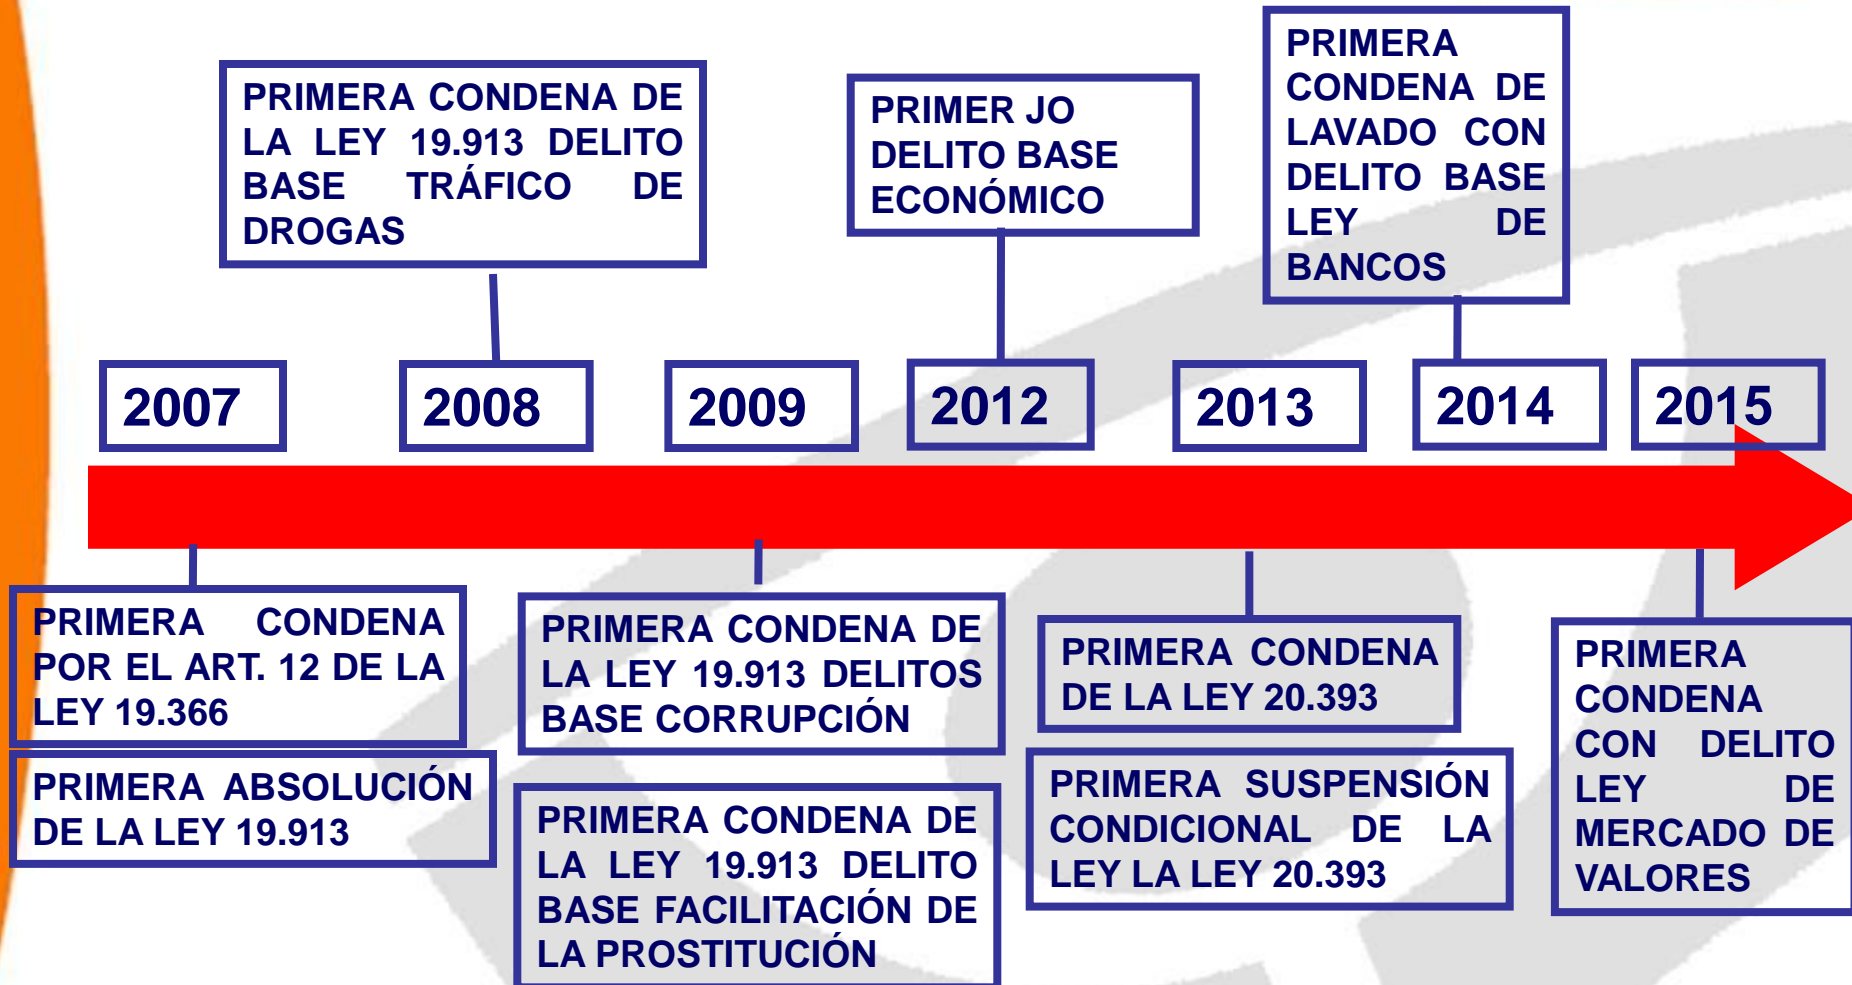 PRIMERA CONDENA DE
LA LEY 19.913 DELITO
BASE TRÁFICO DE
DROGAS
PRIMER JO
DELITO BASE
ECONÓMICO
PRIMERA
CONDENA DE
LAVADO CON
DELITO BASE
LEY DE
BANCOS
2007
2008
2009
2012
2013
2014
2015
PRIMERA CONDENA
POR EL ART. 12 DE LA
LEY 19.366
PRIMERA ABSOLUCIÓN
DE LA LEY 19.913
PRIMERA CONDENA DE
LA LEY 19.913 DELITOS
BASE CORRUPCIÓN
PRIMERA CONDENA DE
LA LEY 19.913 DELITO
BASE FACILITACIÓN DE
LA PROSTITUCIÓN
PRIMERA CONDENA
DE LA LEY 20.393
PRIMERA SUSPENSIÓN
CONDICIONAL DE LA
LEY LA LEY 20.393
PRIMERA
CONDENA
CON DELITO
LEY DE
MERCADO DE
VALORES